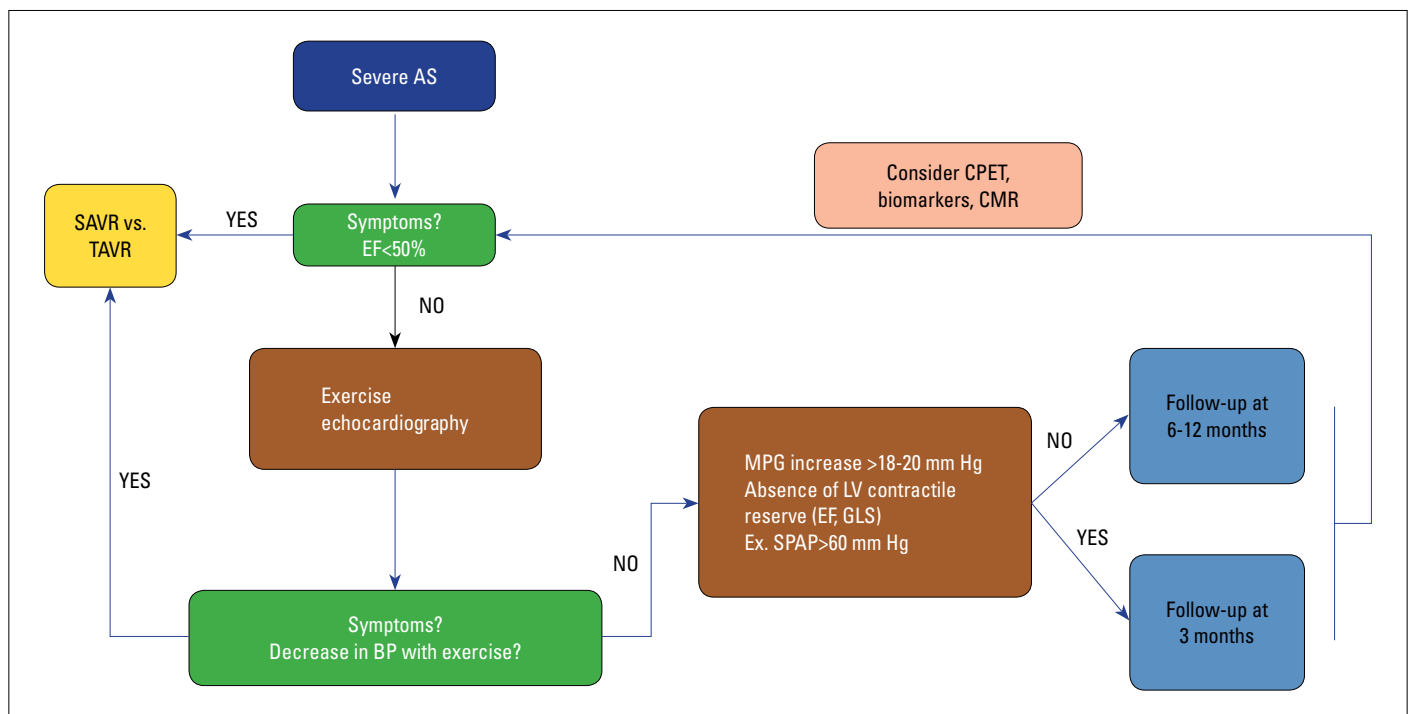 Severe AS
Consider CPET,
biomarkers, CMR
SAVR vs.
TAVR
YES
Symptoms?
EF<50%
NO
Exercise
echocardiography
YES
Symptoms?
Decrease in BP with exercise?
NO
MPG increase >18-20 mm Hg
Absence of LV contractile
reserve (EF, GLS)
Ex. SPAP>60 mm Hg
NO
Follow-up at
6-12 months
YES
Follow-up at
3 months